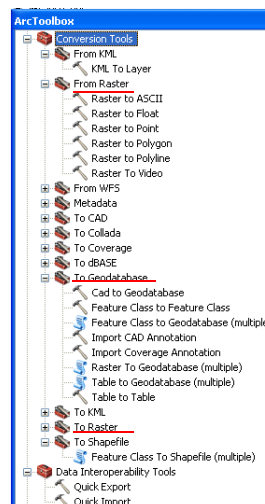 ArcToolbox
Conversion Tools
From KML
KML To Layer
From Raster
Raster to ASCII
Raster to Float
Raster to Point
Raster to Polygon
Raster to Polyline
Raster To Video
From WFS
Metadata
To CAD
To Collada
To Coverage
To dBASE
To Geodatabase
Cad to Geodatabase
Feature Class to Feature Class
Feature Class to Geodatabase (multiple
Import CAD Annotation
Import Coverage Annotation
Raster To Geodatabase (multiple)
Table to Geodatabase (multiple)
Table to Table
To KML
To Raster
To Shapefile
Feature Class To Shapefile (multiple)
Data Interoperability Tools
Quick Export
Quick Import